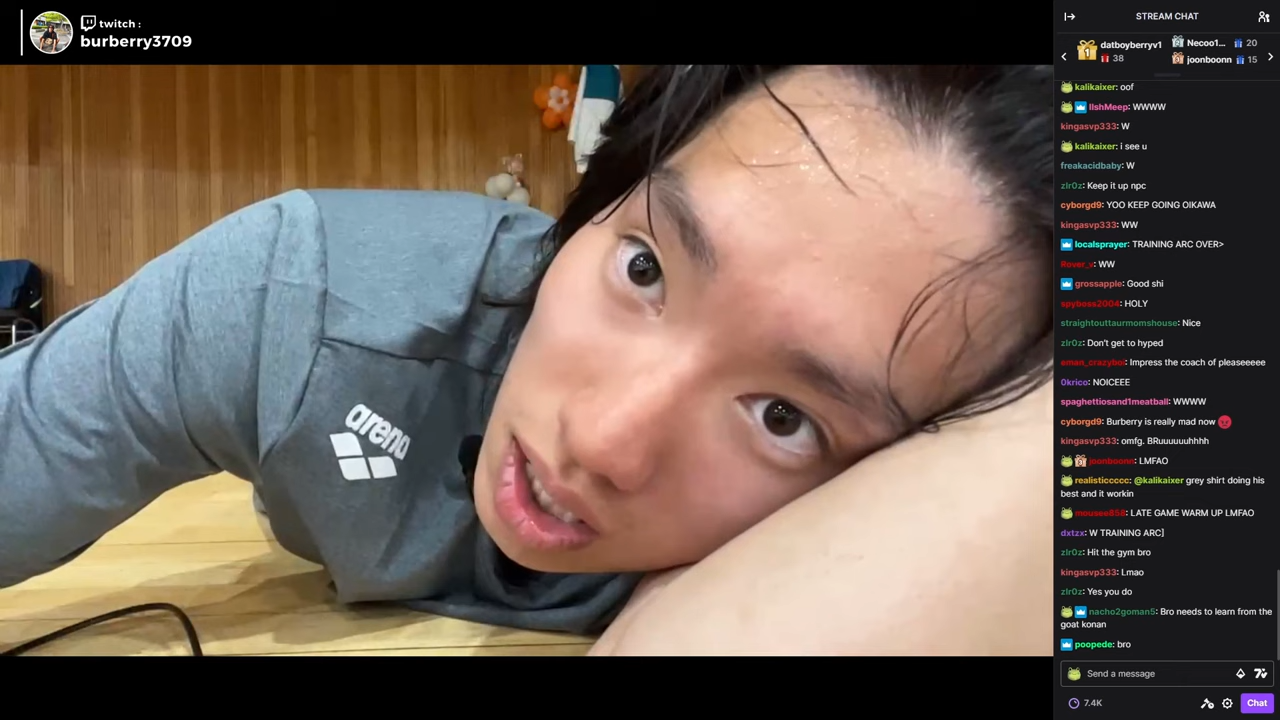 twitch :
burberry3709
arena
STREAM CHAT
datboyberryv1
38
Necoo1... 20
joonboonn 15
kalikaixer: oof
IIshMeep: WWWW
kingasvp333: W
kalikaixer: i see u
freakacidbaby: W
zlr0z: Keep it up npc
cyborgd9: YOO KEEP GOING OIKAWA
kingasvp333: WW
localsprayer: TRAINING ARC OVER>
Rover_v: WW
grossapple: Good shi
spyboss2004: HOLY
straightouttaurmomshouse: Nice
zlr0z: Don't get to hyped
eman_crazyboi: Impress the coach of pleaseeeee
0krico: NOICEEE
spaghettiosand1meatball: WWWW
cyborgd9: Burberry is really mad now
kingasvp333: omfg. BRuuuuuuhhhh
joonboonn: LMFAO
realisticcccc: @kalikaixer grey shirt doing his
best and it workin
mousee858: LATE GAME WARM UP LMFAO
dxtzx: W TRAINING ARC]
zlr0z: Hit the gym bro
kingasvp333: Lmao
zlr0z: Yes you do
nacho2goman5: Bro needs to learn from the
goat konan
poopede: bro
Send a message
7.4K
Chat